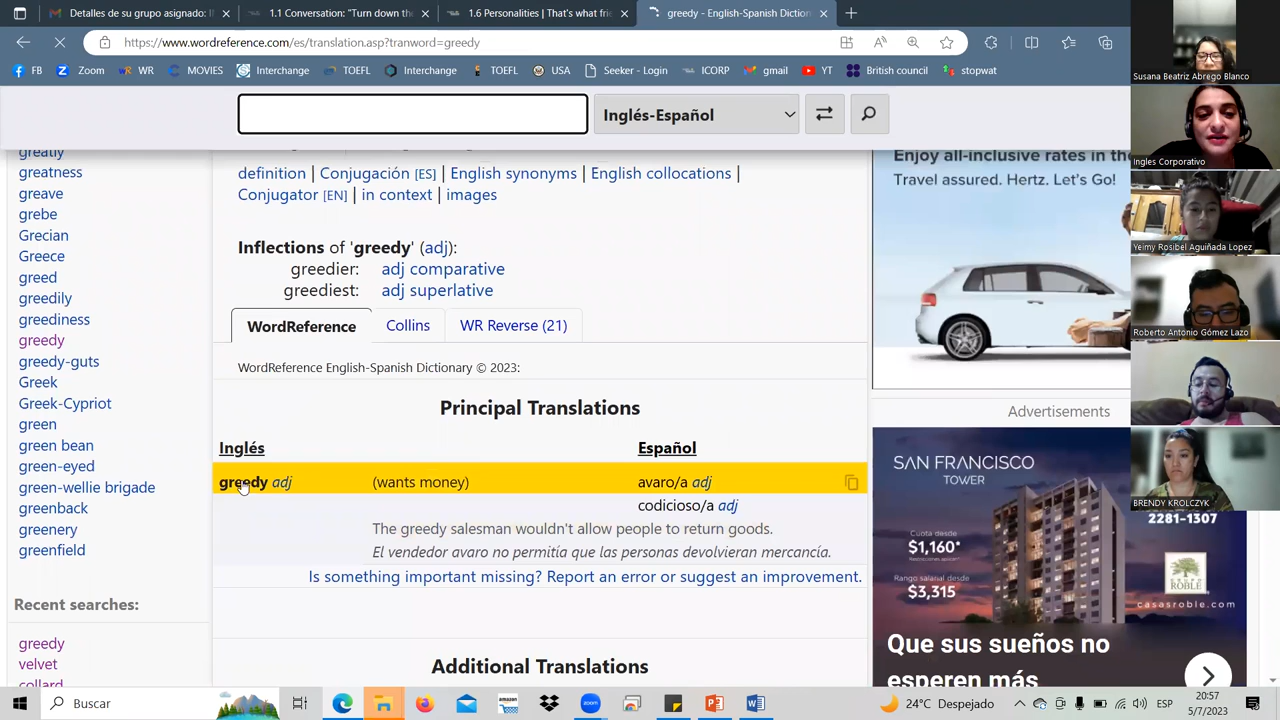 Detalles de su grupo asignado: I
1.1 Conversation: "Turn down th
1.6 Personalities | That's what frie
greedy - English-Spanish Diction
https://www.wordreference.com/es/translation.asp?tranword=greedy
FB
Zoom
WR
MOVIES
Interchange
TOEFL
Interchange
TOEFL
USA
Seeker - Login
ICORP
gmail
YT
British council
stopwat
Inglés-Español
greatly
greatness
greave
grebe
Grecian
Greece
greed
greedily
greediness
greedy
greedy-guts
Greek
Greek-Cypriot
green
green bean
green-eyed
green-wellie brigade
greenback
greenery
greenfield
Recent searches:
greedy
velvet
collard
definition | Conjugación [ES] | English synonyms | English collocations |
Conjugator [EN] | in context | images
Inflections of 'greedy' (adj):
greedier: adj comparative
greediest: adj superlative
WordReference Collins WR Reverse (21)
WordReference English-Spanish Dictionary © 2023:
Principal Translations
Inglés Español
greedy adj (wants money) avaro/a adj
codicioso/a adj
The greedy saleman wouldn't allow people to return goods.
El vendedor avaro no permitía que las personas devolvieran mercancía.
Is something important missing? Report an error or suggest an improvement.
Additional Translations
Enjoy all-inclusive rates in the
Travel assured. Hertz. Let's Go!
Advertisements
SAN FRANCISCO
TOWER
2281-1307
Cuota desde
$1,160*
Rango salarial desde
$3,315
GRUPO
ROBLE
casasroble.com
Que sus sueños no
esperen más
Susana Beatriz Abrego Blanco
Ingles Corporativo
Yeimy Rosibel Aguiñada Lopez
Roberto Antonio Gómez Lazo
BRENDY KROLCZYK
Buscar
amazon
zoom
24°C Despejado
ESP
20:57
5/7/2023